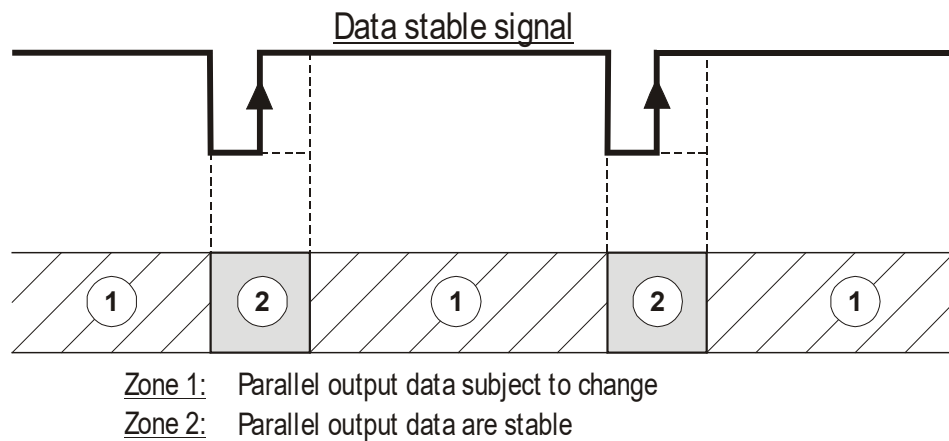 Data stable signal
1 2 1 2 1
Zone 1: Parallel output data subject to change
Zone 2: Parallel output data are stable